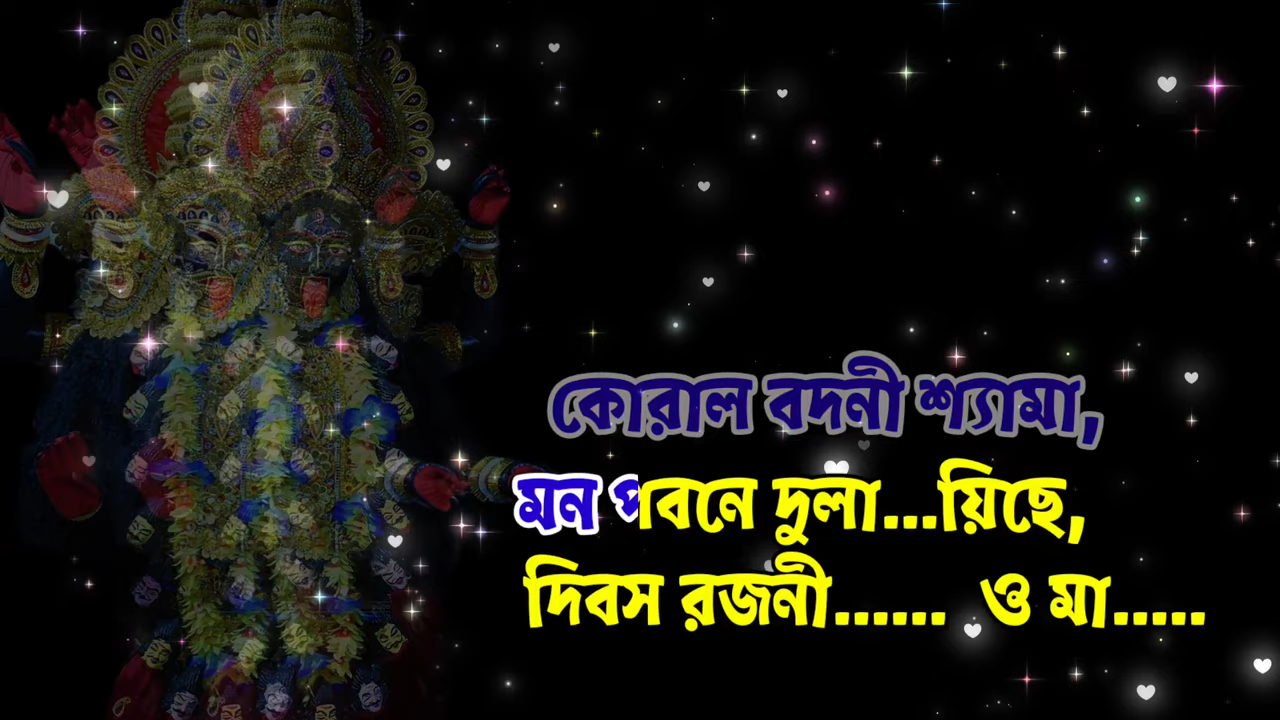 কোরাল বদনী শ্যামা,
মন পবনে দুলা...য়িছে,
দিবস রজনী...... ও মা.....